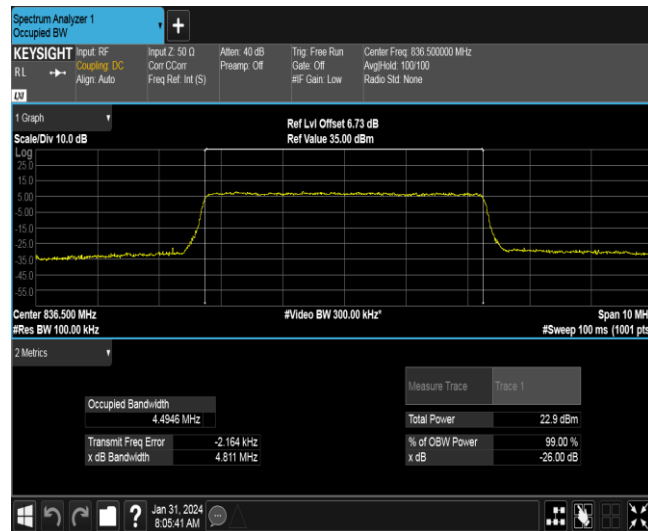 Spectrum Analyzer 1
Occupied BW
KEYSIGHT
RL
LXI
Input: RF
Coupling: DC
Align: Auto
Input Z: 50 Ω
Corr CCorr
Freq Ref: Int (S)
Atten: 40 dB
Preamp: Off
Trig: Free Run
Gate: Off
#IF Gain: Low
Center Freq: 836.500000 MHz
Avg|Hold: 100/100
Radio Std: None
1 Graph
Scale/Div 10.0 dB
Ref Lvl Offset 6.73 dB
Ref Value 35.00 dBm
Log
25.0
15.0
5.00
-5.00
-15.0
-25.0
-35.0
-45.0
-55.0
Center 836.500 MHz
#Res BW 100.00 kHz
#Video BW 300.00 kHz*
Span 10 MH
#Sweep 100 ms (1001 pts
2 Metrics
Measure Trace Trace 1
Occupied Bandwidth
4.4946 MHz
Total Power 22.9 dBm
Transmit Freq Error -2.164 kHz
% of OBW Power 99.00 %
x dB Bandwidth 4.811 MHz
x dB -26.00 dB
?
Jan 31, 2024
8:05:41 AM